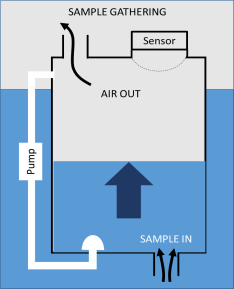 SAMPLE GATHERING
Sensor
AIR OUT
Pump
SAMPLE IN